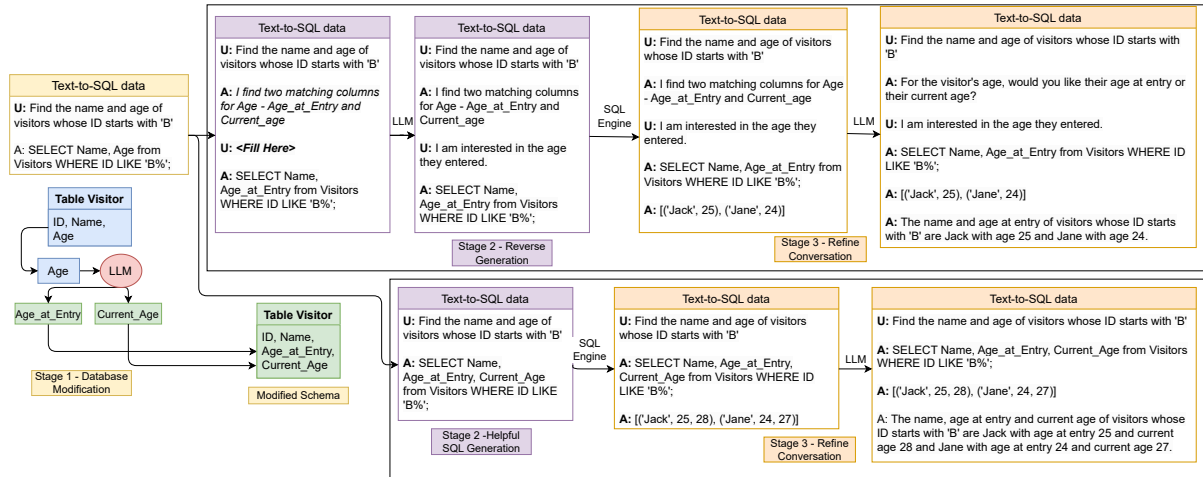 Text-to-SQL data
U: Find the name and age of
visitors whose ID starts with 'B'
A: SELECT Name, Age from
Visitors WHERE ID LIKE 'B%';
Table Visitor
ID, Name,
Age
Age
LLM
Age_at_Entry
Current_Age
Stage 1 - Database
Modification
Table Visitor
ID, Name,
Age_at_Entry,
Current_Age
Modified Schema
Text-to-SQL data
U: Find the name and age of
visitors whose ID starts with 'B'
A: I find two matching columns
for Age - Age_at_Entry and
Current_age
U: <Fill Here>
A: SELECT Name,
Age_at_Entry from Visitors
WHERE ID LIKE 'B%';
LLM
Text-to-SQL data
U: Find the name and age of
visitors whose ID starts with 'B'
A: I find two matching columns
for Age - Age_at_Entry and
Current_age
U: I am interested in the age
they entered.
A: SELECT Name,
Age_at_Entry from Visitors
WHERE ID LIKE 'B%';
Stage 2 - Reverse
Generation
SQL
Engine
Text-to-SQL data
U: Find the name and age of visitors
whose ID starts with 'B'
A: I find two matching columns for Age
- Age_at_Entry and Current_age
U: I am interested in the age they
entered.
A: SELECT Name, Age_at_Entry from
Visitors WHERE ID LIKE 'B%';
A: [('Jack', 25), ('Jane', 24)]
LLM
Text-to-SQL data
U: Find the name and age of visitors whose ID starts with
'B'
A: For the visitor's age, would you like their age at entry or
their current age?
U: I am interested in the age they entered.
A: SELECT Name, Age_at_Entry from Visitors WHERE ID
LIKE 'B%';
A: [('Jack', 25), ('Jane', 24)]
A: The name and age at entry of visitors whose ID starts
with 'B' are Jack with age 25 and Jane with age 24.
Stage 3 - Refine
Conversation
Text-to-SQL data
U: Find the name and age of
visitors whose ID starts with 'B'
A: SELECT Name,
Age_at_Entry, Current_Age
from Visitors WHERE ID LIKE
'B%';
Stage 2 -Helpful
SQL Generation
SQL
Engine
Text-to-SQL data
U: Find the name and age of visitors
whose ID starts with 'B'
A: SELECT Name, Age_at_Entry,
Current_Age from Visitors WHERE ID
LIKE 'B%';
A: [('Jack', 25, 28), ('Jane', 24, 27)]
LLM
Text-to-SQL data
U: Find the name and age of visitors whose ID starts with 'B'
A: SELECT Name, Age_at_Entry, Current_Age from Visitors
WHERE ID LIKE 'B%';
A: [('Jack', 25, 28), ('Jane', 24, 27)]
A: The name, age at entry and current age of visitors whose
ID starts with 'B' are Jack with age at entry 25 and current
age 28 and Jane with age at entry 24 and current age 27.
Stage 3 - Refine
Conversation